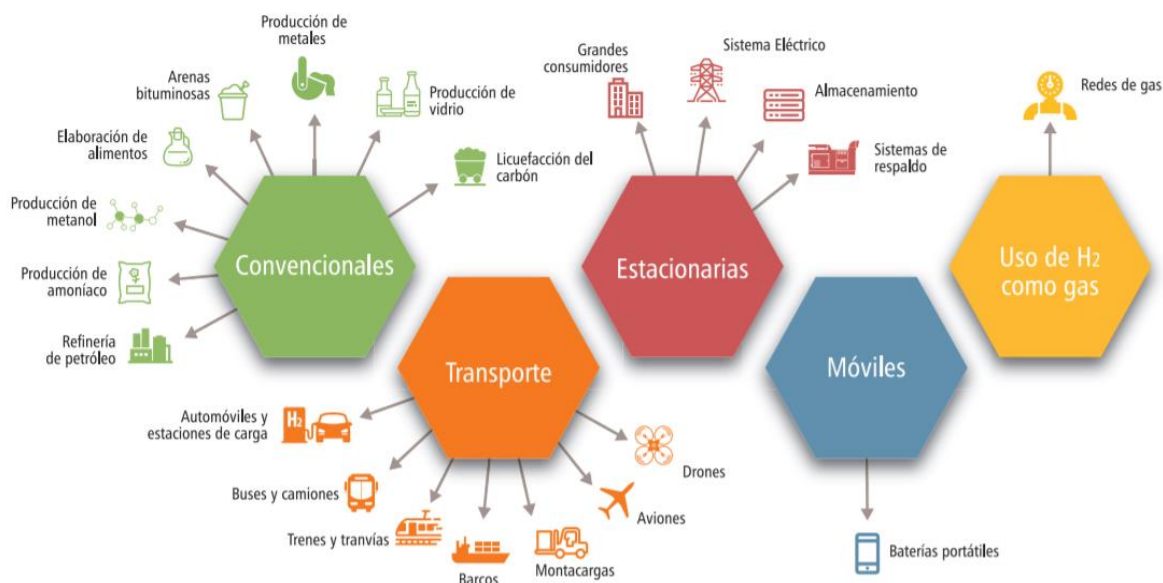 Producción de
metales
Arenas
bituminosas
Producción de
vidrio
Elaboración de
alimentos
Licuefacción del
carbón
Producción de
metanol
Producción de
amoníaco
Refinería
de petróleo
Convencionales
Grandes
consumidores
Sistema Eléctrico
Almacenamiento
Sistemas de
respaldo
Estacionarias
Redes de gas
Uso de H2
como gas
Transporte
Automóviles y
estaciones de carga
H2
Buses y camiones
Trenes y tranvías
Barcos
Montacargas
Aviones
Drones
Móviles
Baterías portátiles